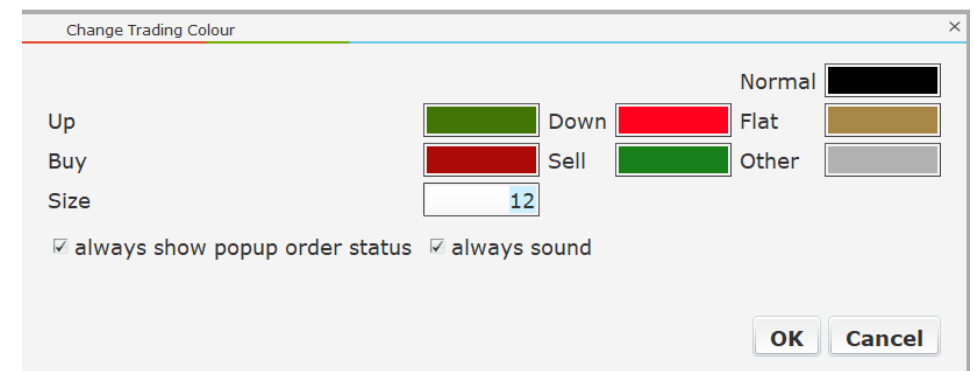 Change Trading Colour
Normal
Up Down Flat
Buy Sell Other
Size 12
always show popup order status always sound
OK Cancel